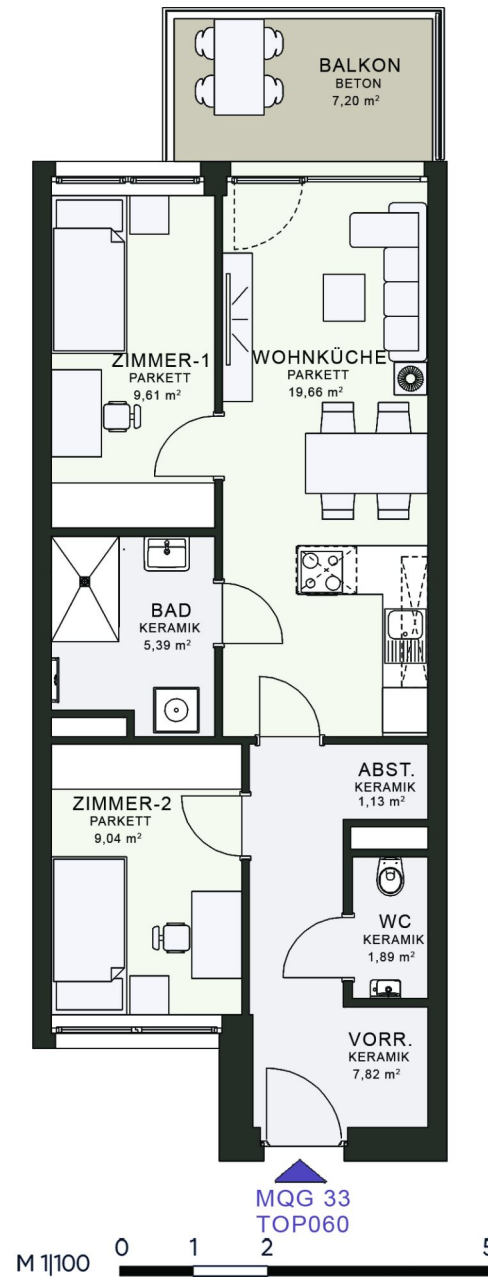 BALKON
BETON
7,20 m²
ZIMMER-1
PARKETT
9,61 m²
WOHNKÜCHE
PARKETT
19,66 m²
BAD
KERAMIK
5,39 m²
ABST.
KERAMIK
1,13 m²
ZIMMER-2
PARKETT
9,04 m²
WC
KERAMIK
1,89 m²
VORR.
KERAMIK
7,82 m²
MQG 33
TOP060
M 1|100
0 1 2 5